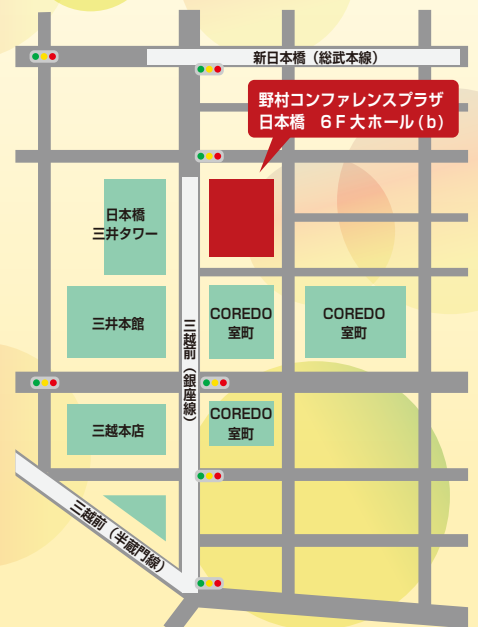 新日本橋（総武本線）
野村コンファレンスプラザ
日本橋　6F大ホール(b)
日本橋
三井タワー
三井本館
COREDO
室町
COREDO
室町
三越前（銀座線）
三越本店
COREDO
室町
三越前（半蔵門線）